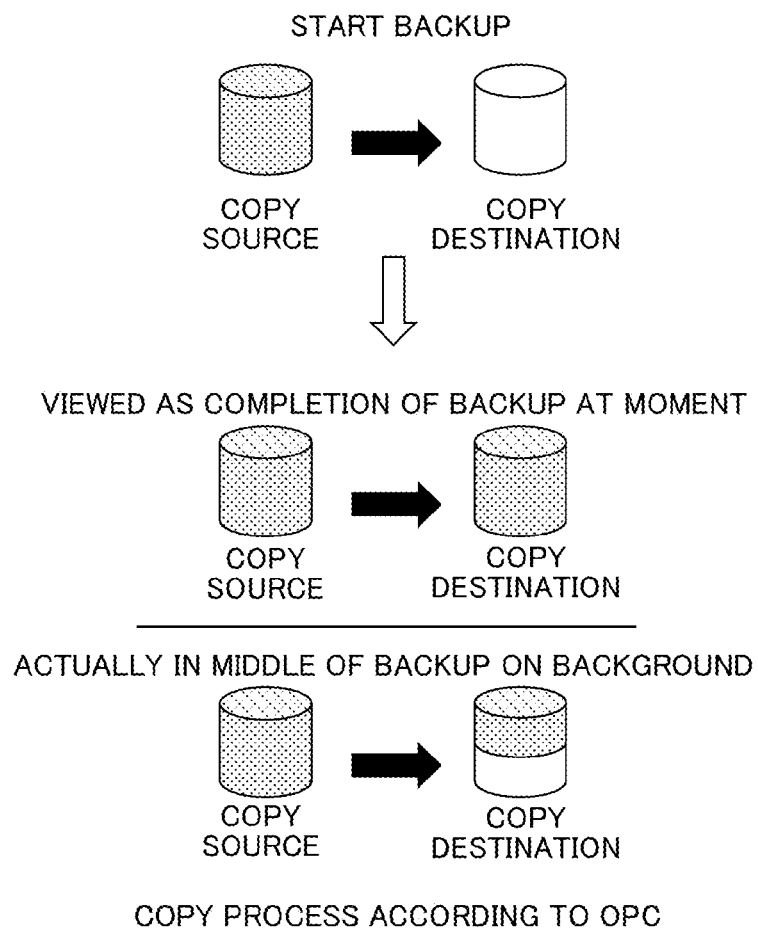 START BACKUP
COPY SOURCE
COPY DESTINATION
VIEWED AS COMPLETION OF BACKUP AT MOMENT
COPY SOURCE
COPY DESTINATION
ACTUALLY IN MIDDLE OF BACKUP ON BACKGROUND
COPY SOURCE
COPY DESTINATION
COPY PROCESS ACCORDING TO OPC